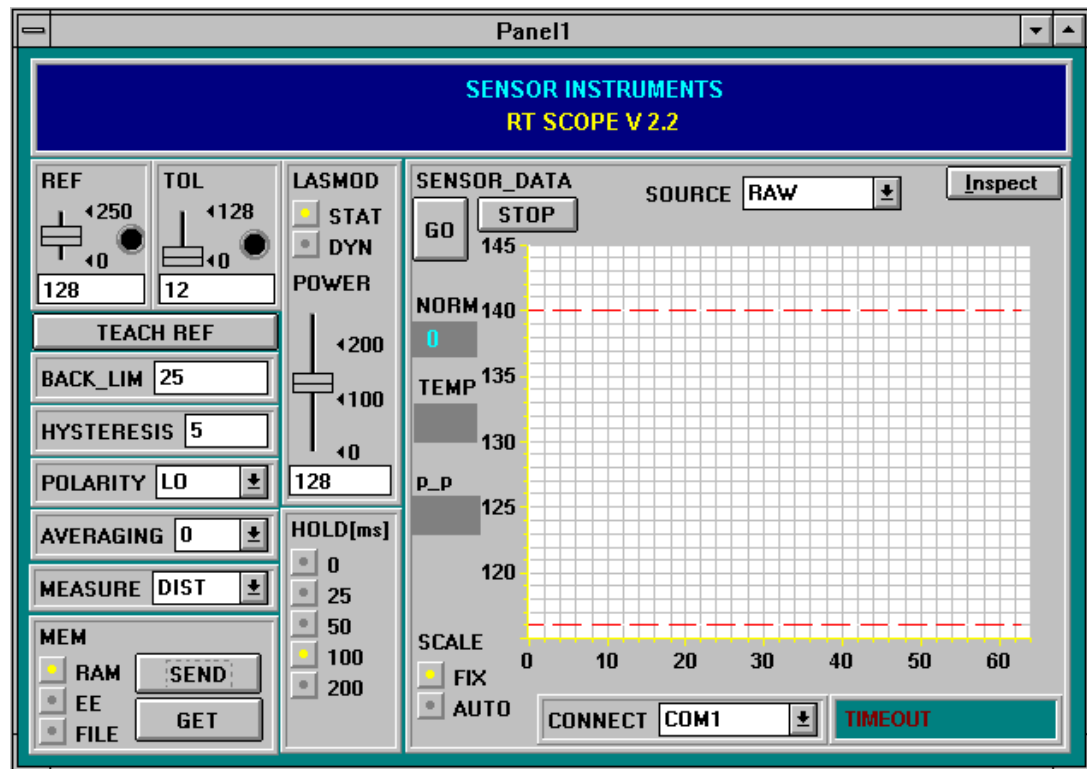 Panel1
SENSOR INSTRUMENTS
RT SCOPE V 2.2
REF
250
0
128
TOL
128
0
12
TEACH REF
BACK_LIM 25
HYSTERESIS 5
POLARITY LO
AVERAGING 0
MEASURE DIST
MEM
RAM
EE
FILE
SEND
GET
LASMOD
STAT
DYN
POWER
200
100
0
128
HOLD[ms]
0
25
50
100
200
SENSOR_DATA
GO
STOP
SOURCE RAW
Inspect
NORM
0
TEMP
p_p
145
140
135
130
125
120
0 10 20 30 40 50 60
SCALE
FIX
AUTO
CONNECT COM1
TIMEOUT